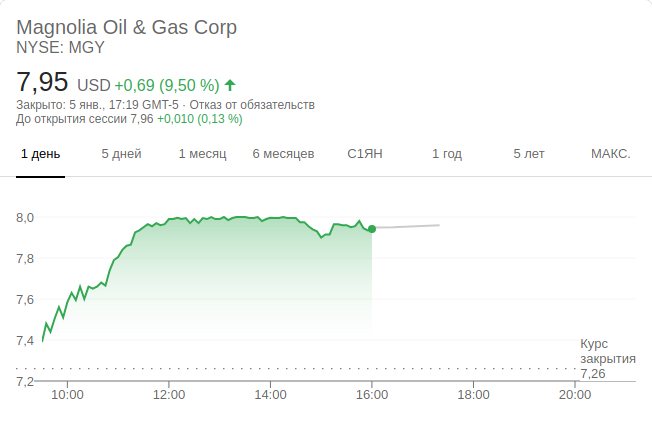 Magnolia Oil & Gas Corp
NYSE: MGY
7,95 USD +0,69 (9,50 %)
Закрыто: 5 янв., 17:19 GMT-5 · Отказ от обязательств
До открытия сессии 7,96 +0,010 (0,13 %)
1 день 5 дней 1 месяц 6 месяцев С1ЯН 1 год 5 лет МАКС.
8,0
7,8
7,6
7,4
Курс
закрытия
7,26
7,2
10:00 12:00 14:00 16:00 18:00 20:00